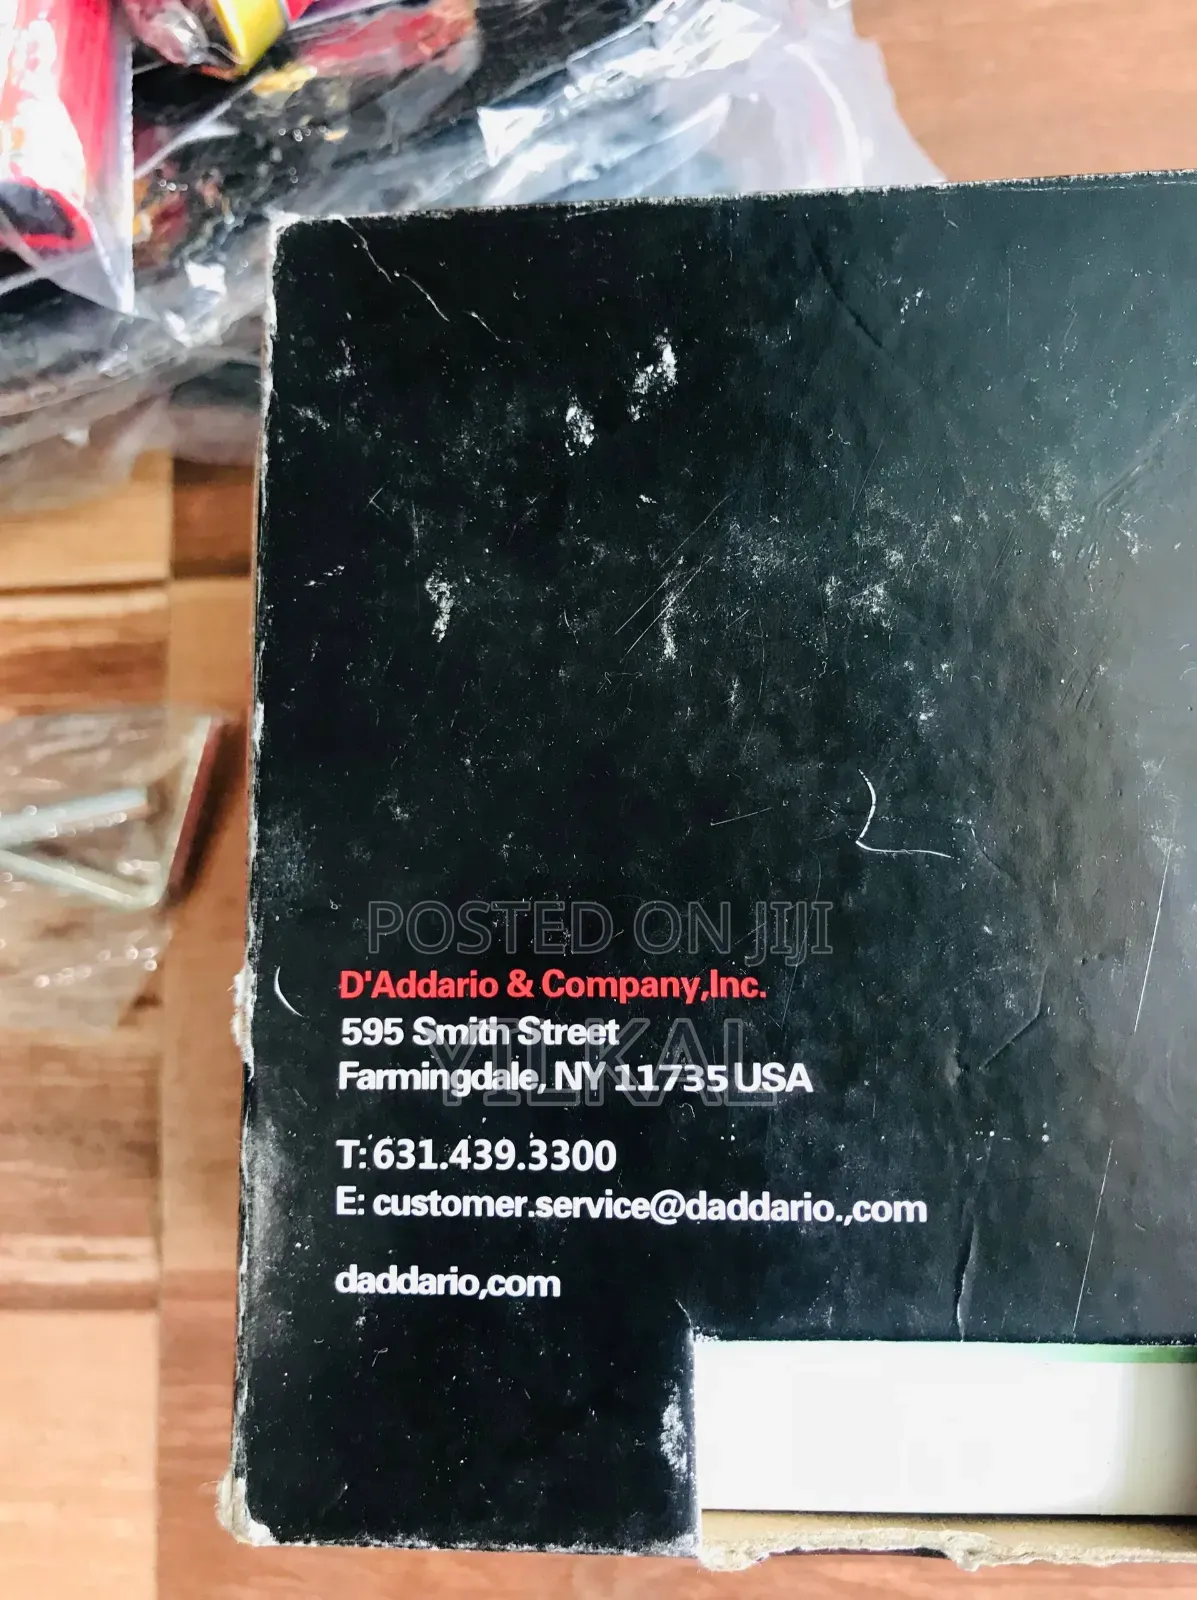 POSTED ON JIJI
D'Addario & Company,Inc.
595 Smith Street
YILKAL
Farmingdale, NY 11735 USA
T:631.439.3300
E: customer.service@daddario.,com
daddario,com